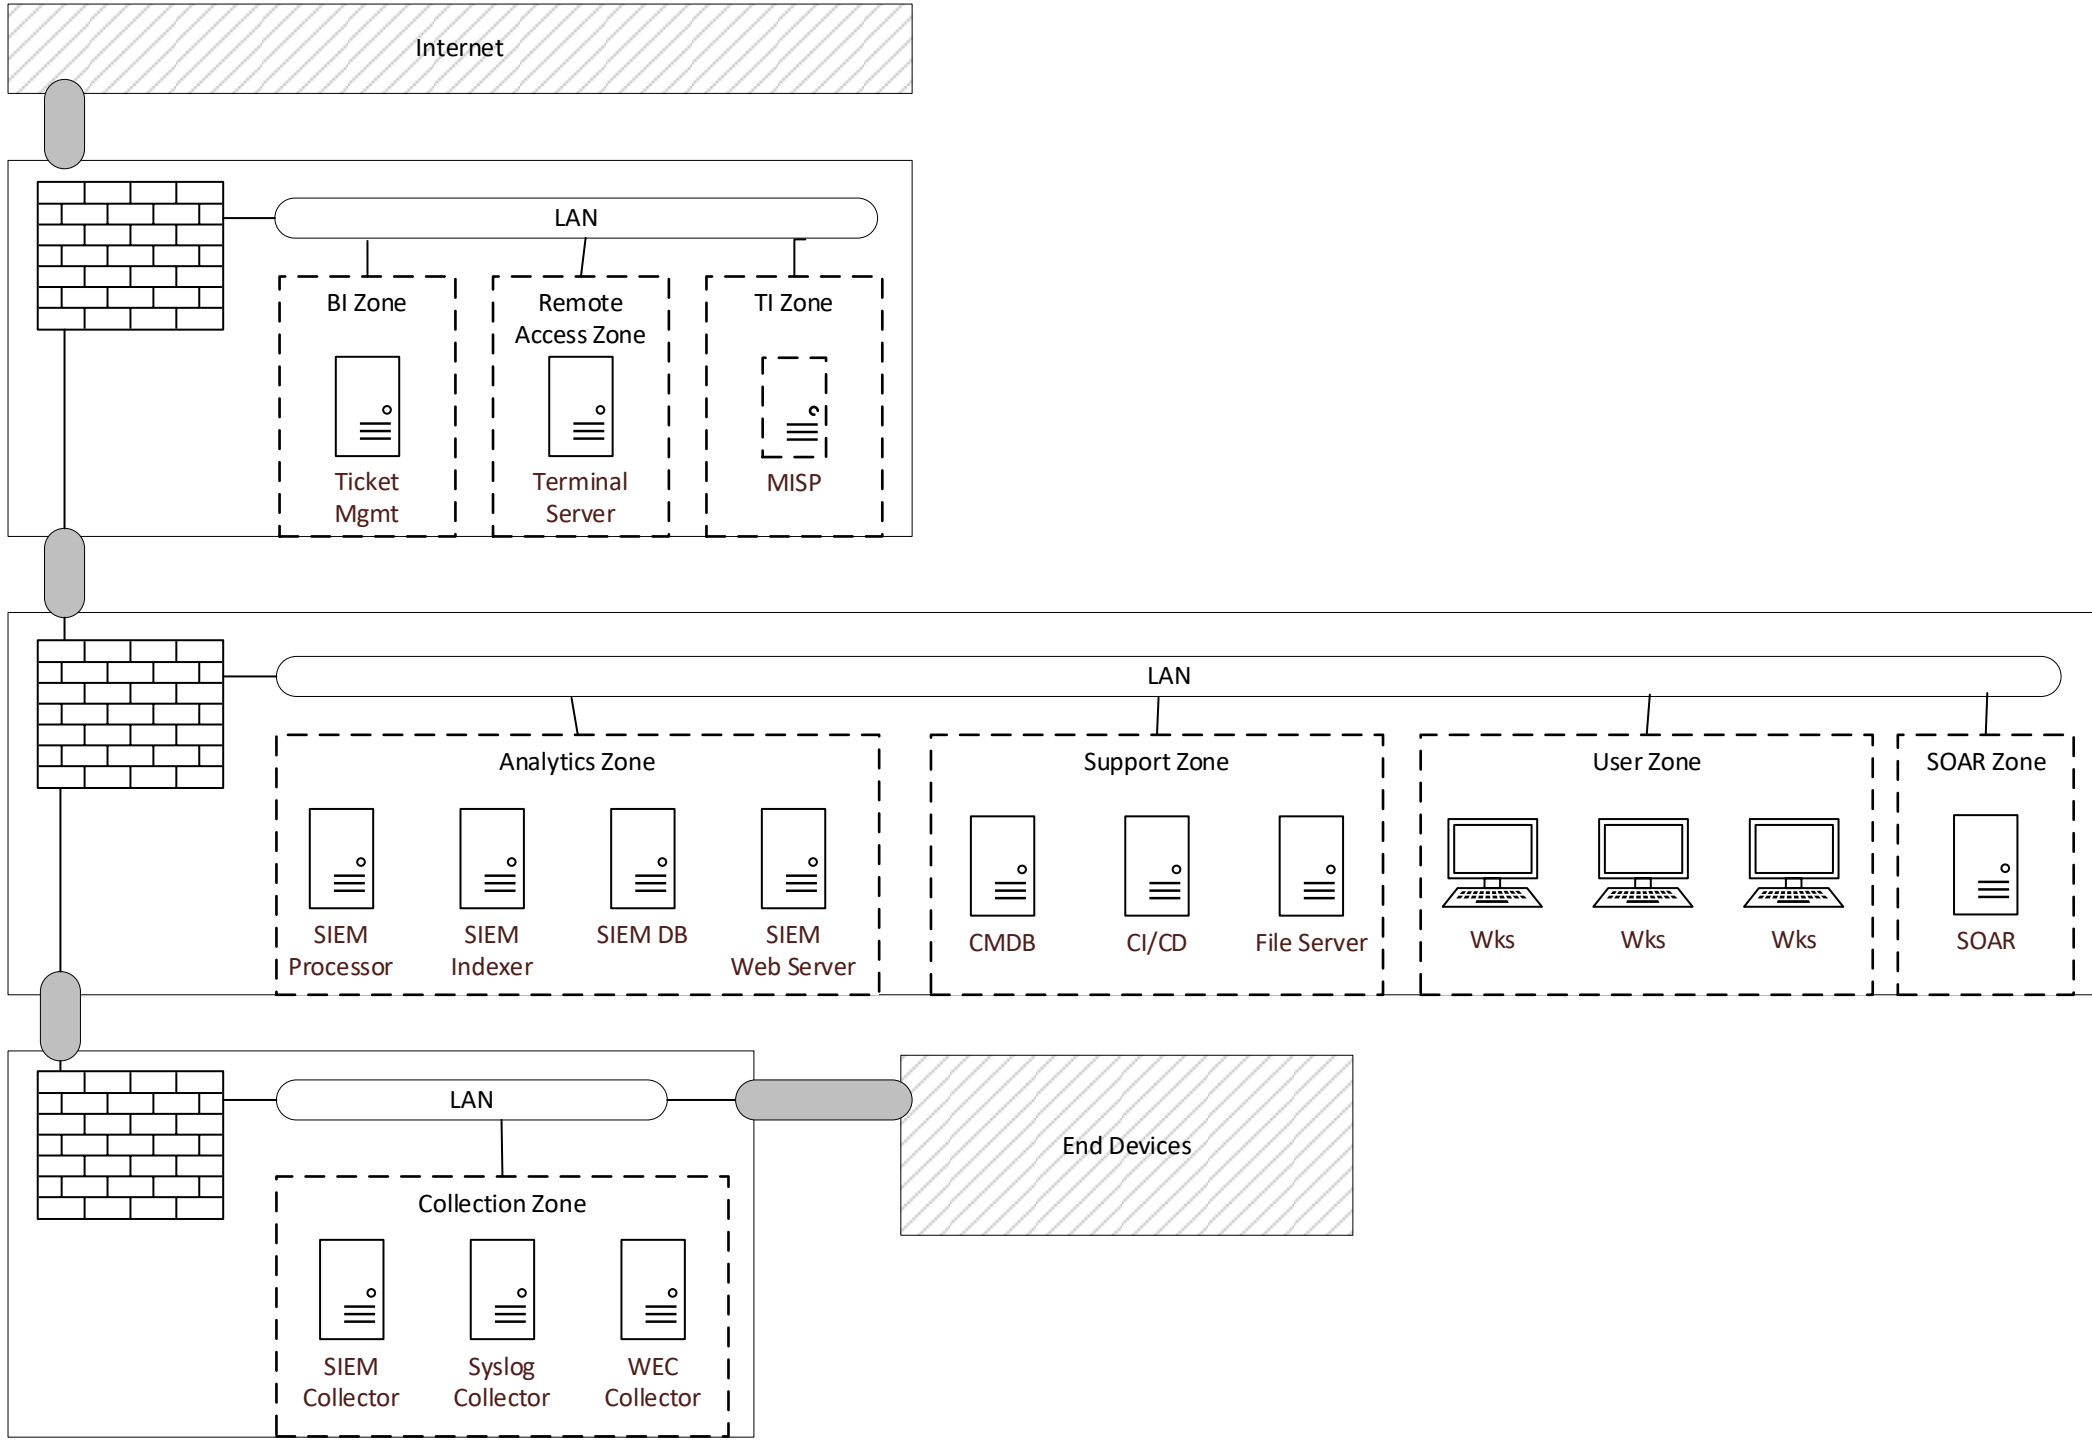 Internet
LAN
BI Zone
Remote
Access Zone
TI Zone
Ticket
Mgmt
Terminal
Server
MISP
LAN
Analytics Zone
Support Zone
User Zone
SOAR Zone
SIEM
Processor
SIEM
Indexer
SIEM DB
SIEM
Web Server
CMDB
CI/CD
File Server
Wks
Wks
Wks
SOAR
LAN
End Devices
Collection Zone
SIEM
Collector
Syslog
Collector
WEC
Collector